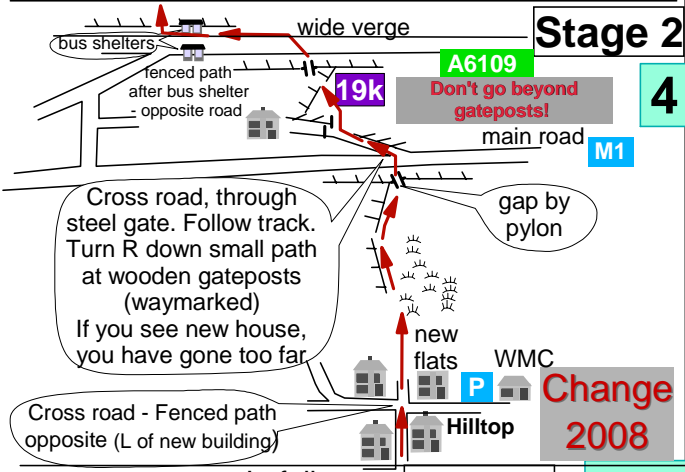 Stage 2
wide verge
bus shelters
A6109
fenced path
after bus shelter
- opposite road
19k
Don't go beyond
gateposts!
4
main road
M1
Cross road, through
steel gate. Follow track.
Turn R down small path
at wooden gateposts
(waymarked)
If you see new house,
you have gone too far
gap by
pylon
new
flats
WMC
P
Change
2008
Cross road - Fenced path
opposite (L of new building)
Hilltop